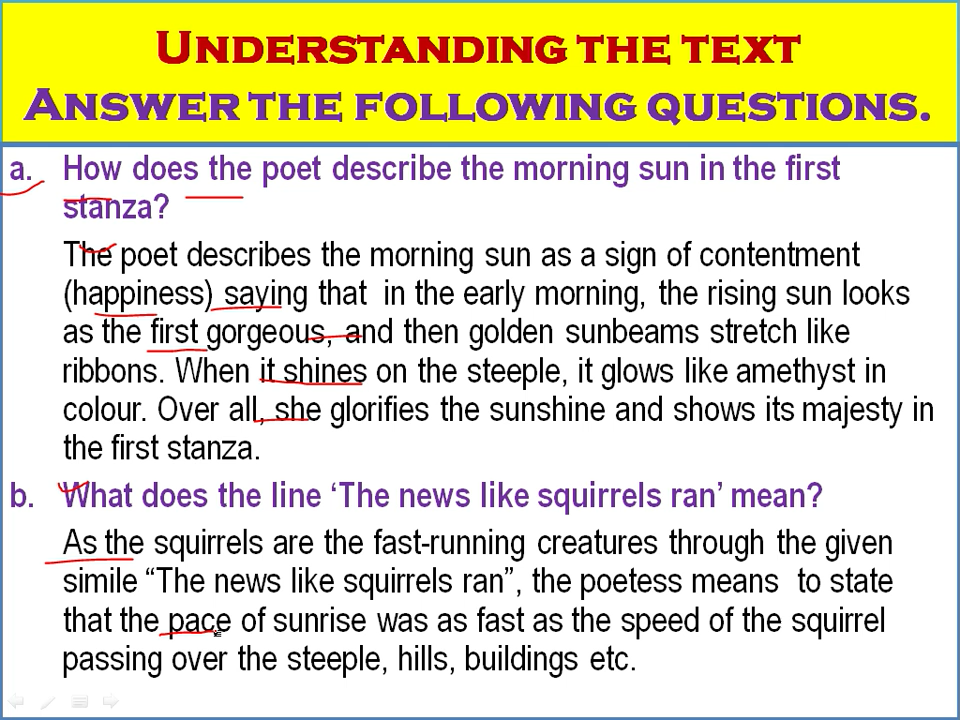 UNDERSTANDING THE TEXT
ANSWER THE FOLLOWING QUESTIONS.
a. How does the poet describe the morning sun in the first
stanza?
The poet describes the morning sun as a sign of contentment
(happiness) saying that in the early morning, the rising sun looks
as the first gorgeous, and then golden sunbeams stretch like
ribbons. When it shines on the steeple, it glows like amethyst in
colour. Over all, she glorifies the sunshine and shows its majesty in
the first stanza.
b. What does the line ‘The news like squirrels ran’ mean?
As the squirrels are the fast-running creatures through the given
simile “The news like squirrels ran”, the poetess means to state
that the pace of sunrise was as fast as the speed of the squirrel
passing over the steeple, hills, buildings etc.